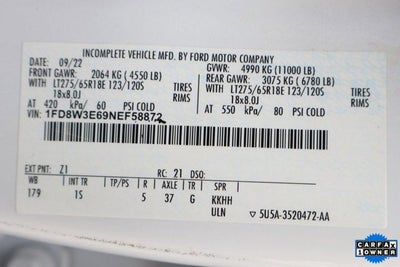 INCOMPLETE VEHICLE MFD. BY FORD MOTOR COMPANY
DATE: 09/22 GVWR: 4990 KG (11000 LB)
FRONT GAWR: 2064 KG (4550 LB) REAR GAWR: 3075 KG (6780 LB)
WITH LT275/65R18E 123/120S TIRES WITH LT275/65R18E 123/120S TIRES
18x8.0J RIMS 18x8.0J RIMS
AT 420 kPa/ 60 PSI COLD AT 550 kPa/ 80 PSI COLD
VIN: 1FD8W3E69NEF58872
EXT PNT: Z1 RC: 21 DSO:
WB INT TR TP/PS R AXLE TR SPR
179 1S 5 37 G KKHH
ULN 5U5A-3520472-AA
CARFAX
1 OWNER